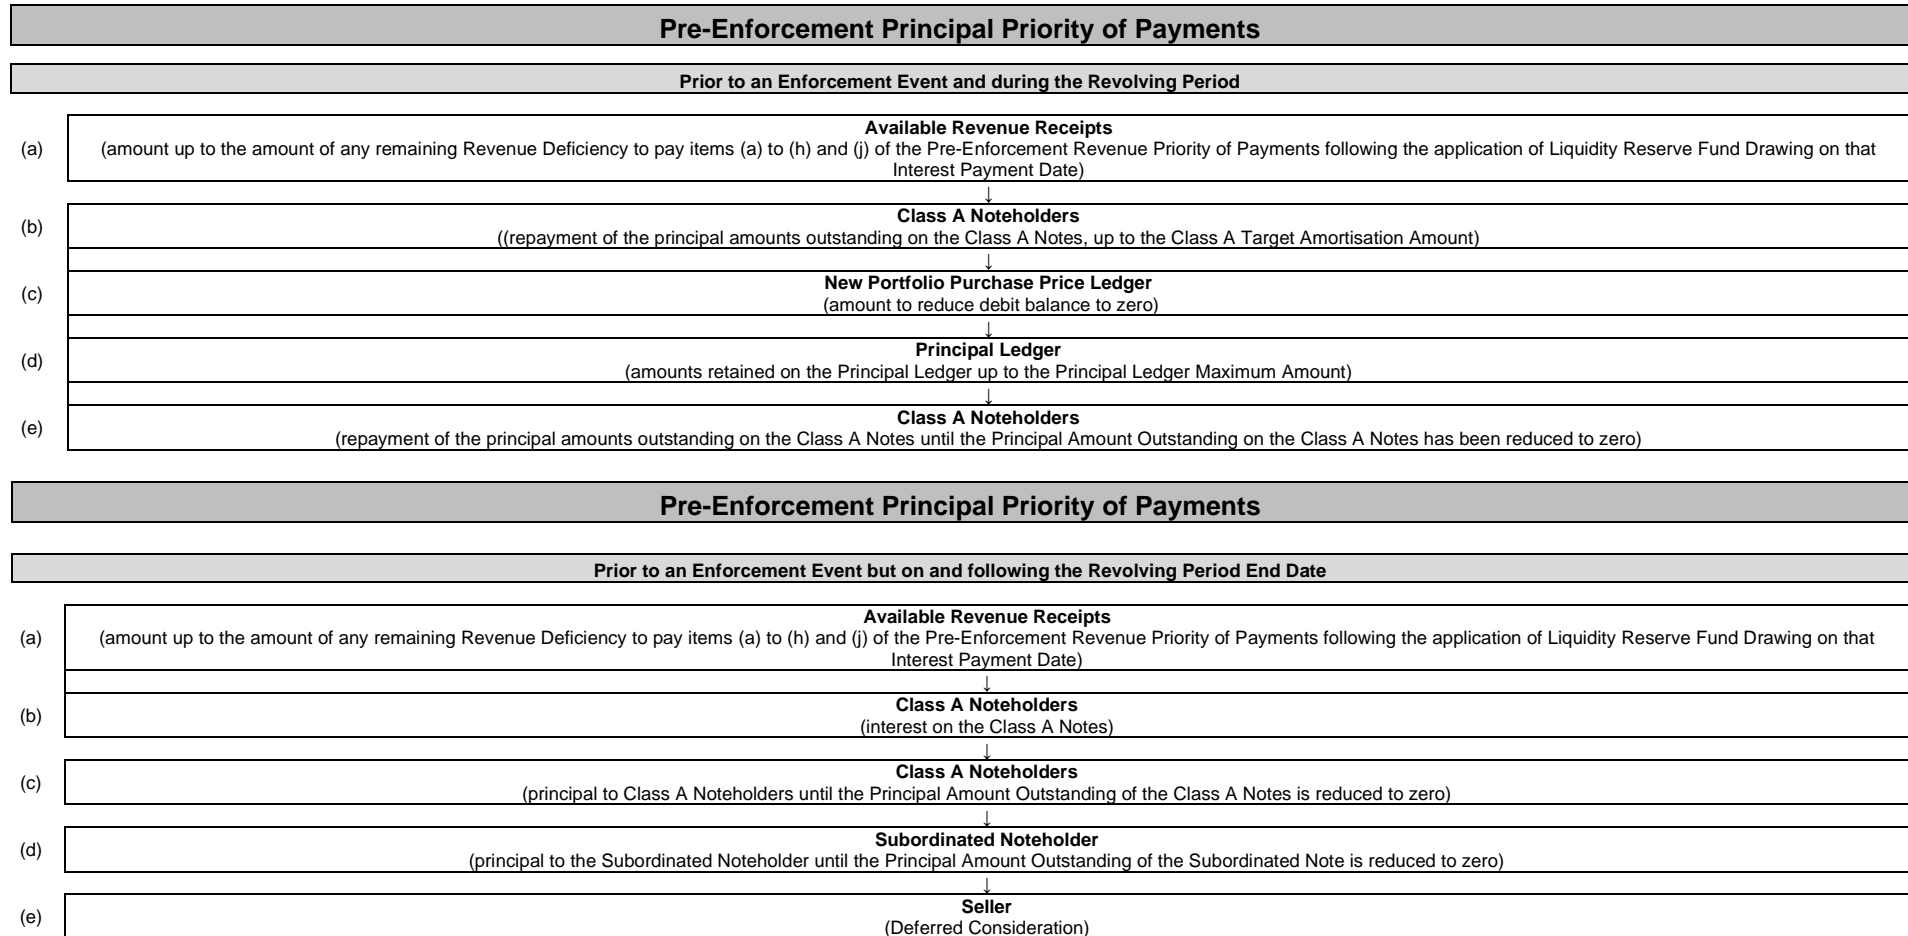 Pre-Enforcement Principal Priority of Payments
Prior to an Enforcement Event and during the Revolving Period
(a)
Available Revenue Receipts
(amount up to the amount of any remaining Revenue Deficiency to pay items (a) to (h) and (j) of the Pre-Enforcement Revenue Priority of Payments following the application of Liquidity Reserve Fund Drawing on that
Interest Payment Date)
↓
(b)
Class A Noteholders
((repayment of the principal amounts outstanding on the Class A Notes, up to the Class A Target Amortisation Amount)
↓
(c)
New Portfolio Purchase Price Ledger
(amount to reduce debit balance to zero)
↓
(d)
Principal Ledger
(amounts retained on the Principal Ledger up to the Principal Ledger Maximum Amount)
↓
(e)
Class A Noteholders
(repayment of the principal amounts outstanding on the Class A Notes until the Principal Amount Outstanding on the Class A Notes has been reduced to zero)
Pre-Enforcement Principal Priority of Payments
Prior to an Enforcement Event but on and following the Revolving Period End Date
(a)
Available Revenue Receipts
(amount up to the amount of any remaining Revenue Deficiency to pay items (a) to (h) and (j) of the Pre-Enforcement Revenue Priority of Payments following the application of Liquidity Reserve Fund Drawing on that
Interest Payment Date)
↓
(b)
Class A Noteholders
(interest on the Class A Notes)
↓
(c)
Class A Noteholders
(principal to Class A Noteholders until the Principal Amount Outstanding of the Class A Notes is reduced to zero)
↓
(d)
Subordinated Noteholder
(principal to the Subordinated Noteholder until the Principal Amount Outstanding of the Subordinated Note is reduced to zero)
↓
(e)
Seller
(Deferred Consideration)